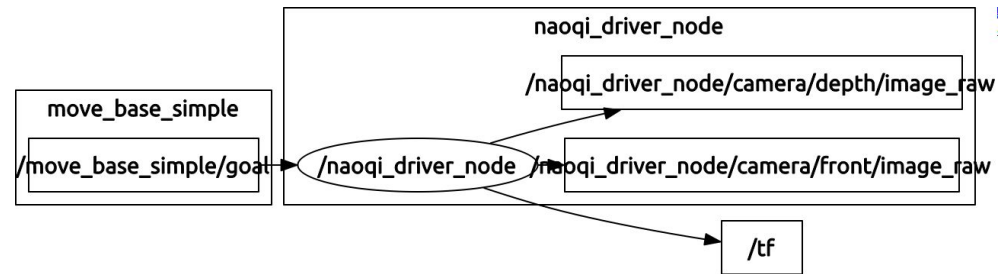 naoqi_driver_node
/naoqi_driver_node/camera/depth/image_raw
move_base_simple
/move_base_simple/goal
/naoqi_driver_node
/naoqi_driver_node/camera/front/image_raw
/tf